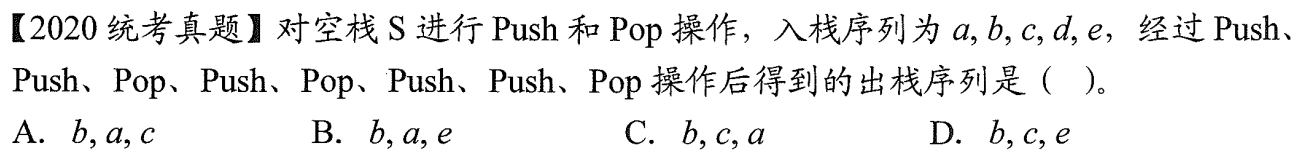 【2020 统考真题】对空栈 S 进行 Push 和 Pop 操作，入栈序列为 a, b, c, d, e，经过 Push、
Push、Pop、Push、Pop、Push、Push、Pop 操作后得到的出栈序列是（ ）。
A. b, a, c B. b, a, e C. b, c, a D. b, c, e